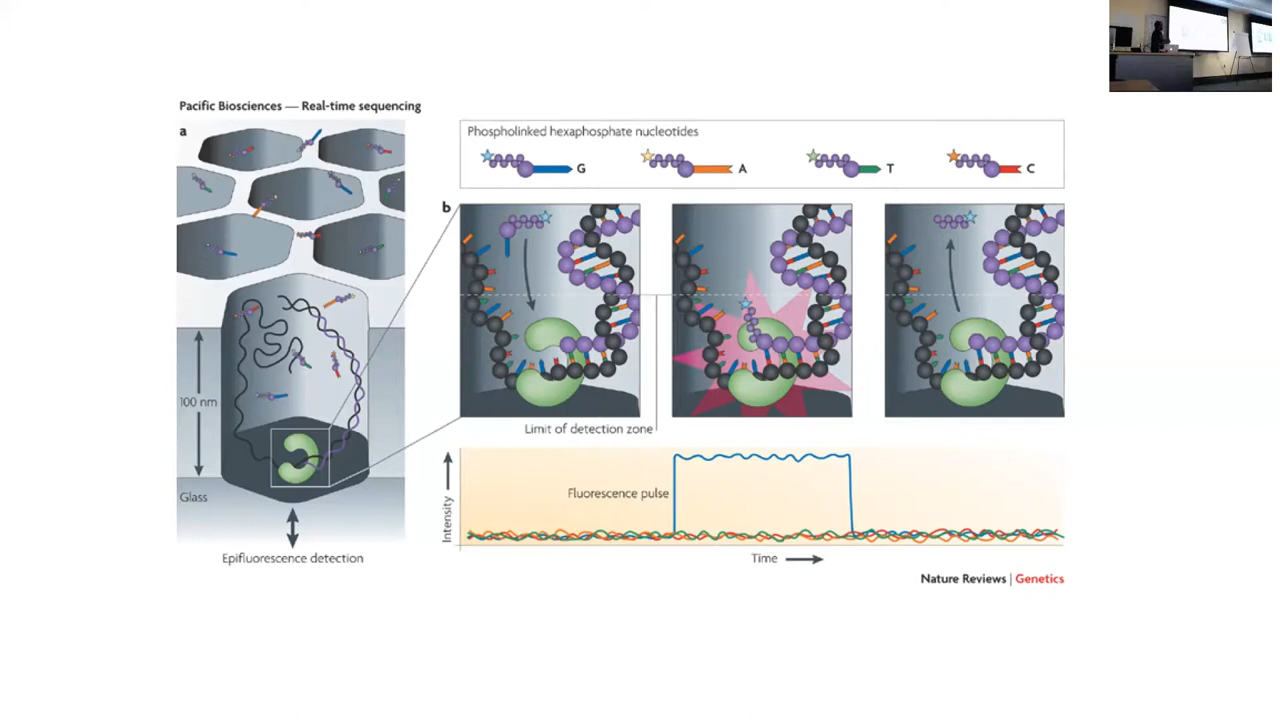 Pacific Biosciences — Real-time sequencing
a
Phospholinked hexaphosphate nucleotides
G
A
T
C
b
100 nm
Glass
Epifluorescence detection
Limit of detection zone
Intensity
Fluorescence pulse
Time
Nature Reviews | Genetics